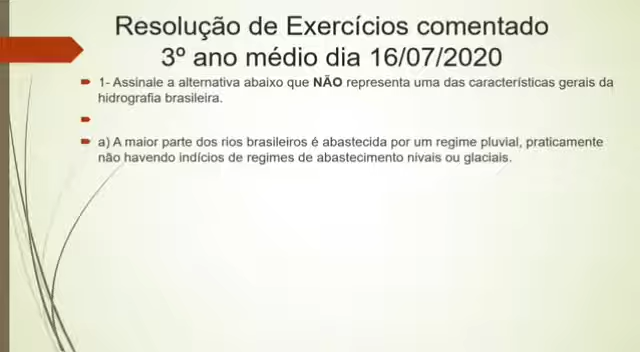 Resolução de Exercícios comentado
3º ano médio dia 16/07/2020
1- Assinale a alternativa abaixo que NÃO representa uma das características gerais da
hidrografia brasileira.
a) A maior parte dos rios brasileiros é abastecida por um regime pluvial, praticamente
não havendo indícios de regimes de abastecimento nivais ou glaciais.